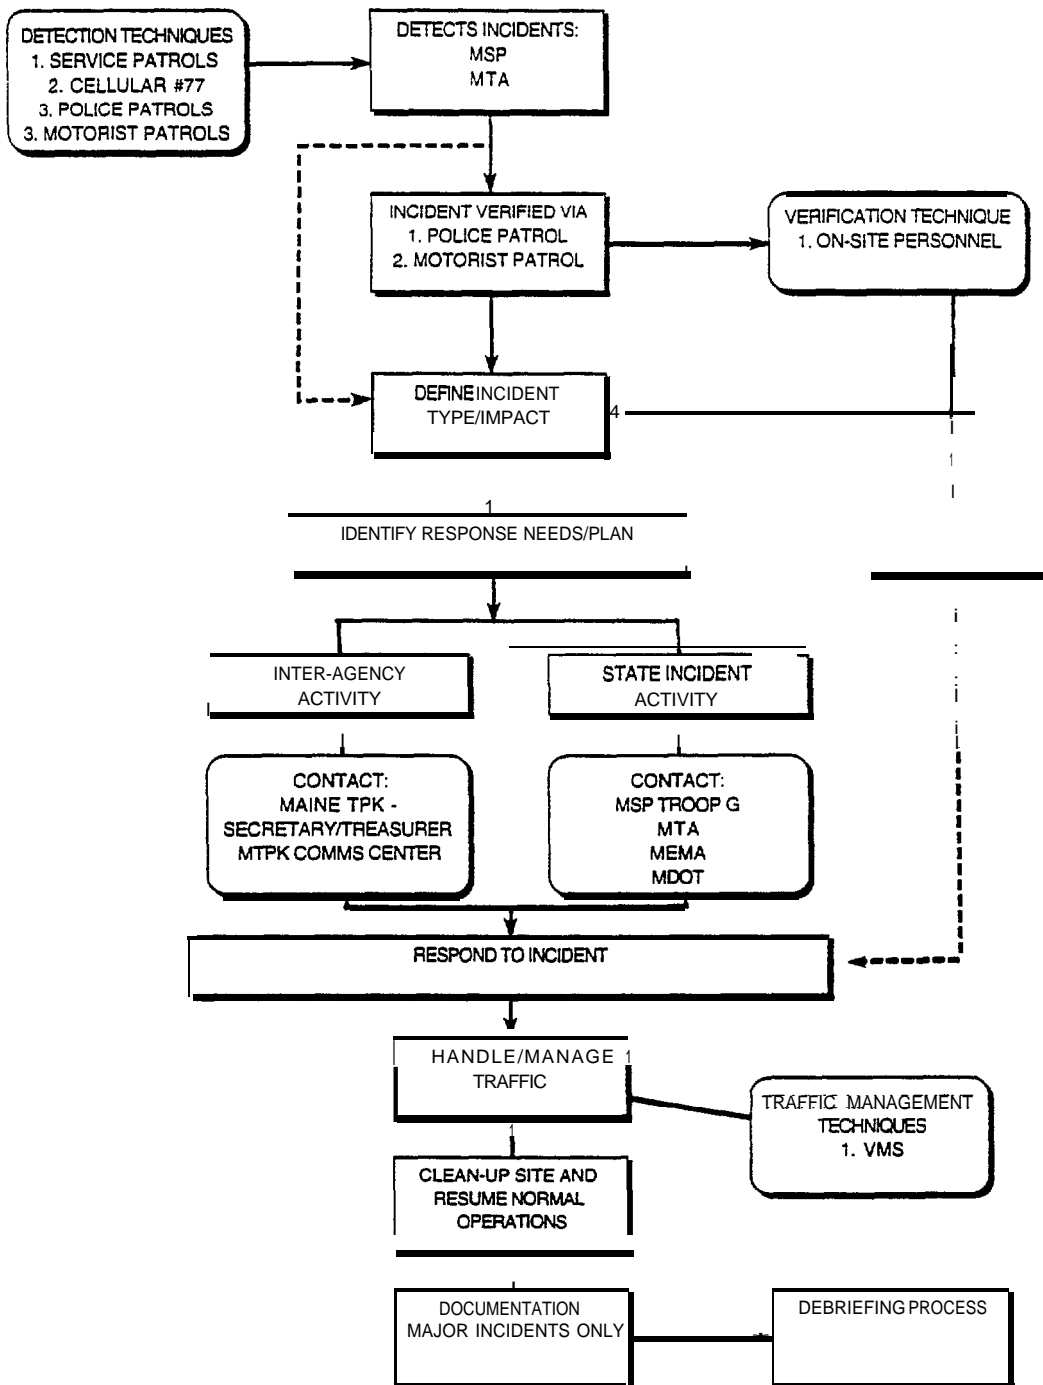 DETECTION TECHNIQUES
1. SERVICE PATROLS
2. CELLULAR #77
3. POLICE PATROLS
3. MOTORIST PATROLS
DETECTS INCIDENTS:
MSP
MTA
INCIDENT VERIFIED VIA
1. POLICE PATROL
2. MOTORIST PATROL
VERIFICATION TECHNIQUE
1. ON-SITE PERSONNEL
DEFINE INCIDENT
TYPE/IMPACT
4
1
IDENTIFY RESPONSE NEEDS/PLAN
INTER-AGENCY
ACTIVITY
STATE INCIDENT
ACTIVITY
CONTACT:
MAINE TPK -
SECRETARY/TREASURER
MTPK COMMS CENTER
CONTACT:
MSP TROOP G
MTA
MEMA
MDOT
RESPOND TO INCIDENT
HANDLE/MANAGE 1
TRAFFIC
TRAFFIC MANAGEMENT
TECHNIQUES
1. VMS
1
CLEAN-UP SITE AND
RESUME NORMAL
OPERATIONS
DOCUMENTATION
MAJOR INCIDENTS ONLY
DEBRIEFING PROCESS